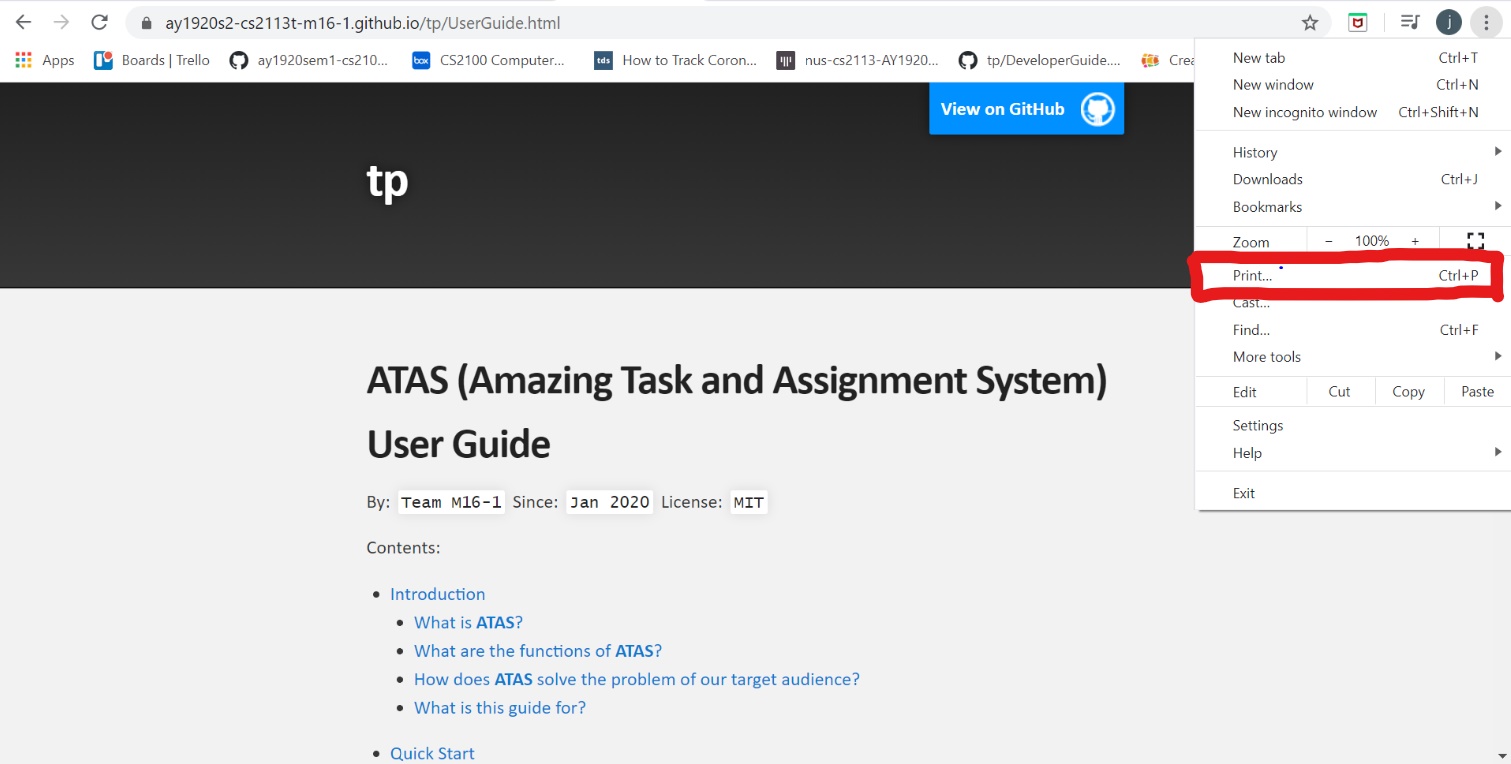 ay1920s2-cs2113t-m16-1.github.io/tp/UserGuide.html
j
Apps
Boards | Trello
ay1920sem1-cs210...
box
CS2100 Computer...
tds
How to Track Coron...
nus-cs2113-AY1920...
tp/DeveloperGuide....
Crea
New tab Ctrl+T
New window Ctrl+N
New incognito window Ctrl+Shift+N
History
Downloads Ctrl+J
Bookmarks
Zoom − 100% +
Print... Ctrl+P
Cast...
Find... Ctrl+F
More tools
Edit Cut Copy Paste
Settings
Help
Exit
View on GitHub
tp
ATAS (Amazing Task and Assignment System)
User Guide
By: Team M16-1 Since: Jan 2020 License: MIT
Contents:
• Introduction
• What is ATAS?
• What are the functions of ATAS?
• How does ATAS solve the problem of our target audience?
• What is this guide for?
• Quick Start